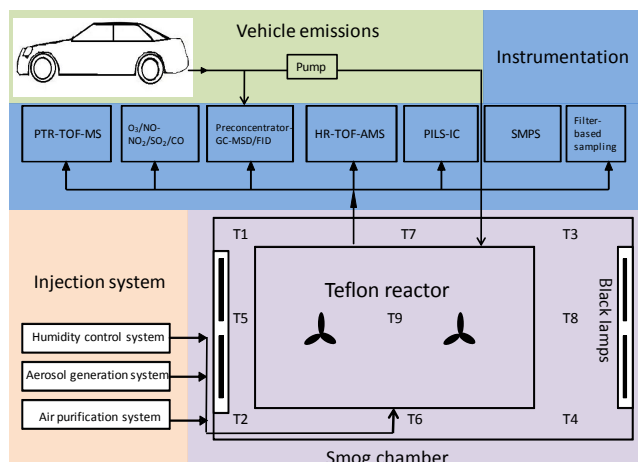 Vehicle emissions
Instrumentation
Pump
PTR-TOF-MS
O₃/NO-
NO₂/SO₂/CO
Preconcentrator-
GC-MSD/FID
HR-TOF-AMS
PILS-IC
SMPS
Filter-
based
sampling
T1
T7
T3
Injection system
Teflon reactor
T5
T9
T8
Black lamps
Humidity control system
Aerosol generation system
Air purification system
T2
T6
T4
Smog chamber